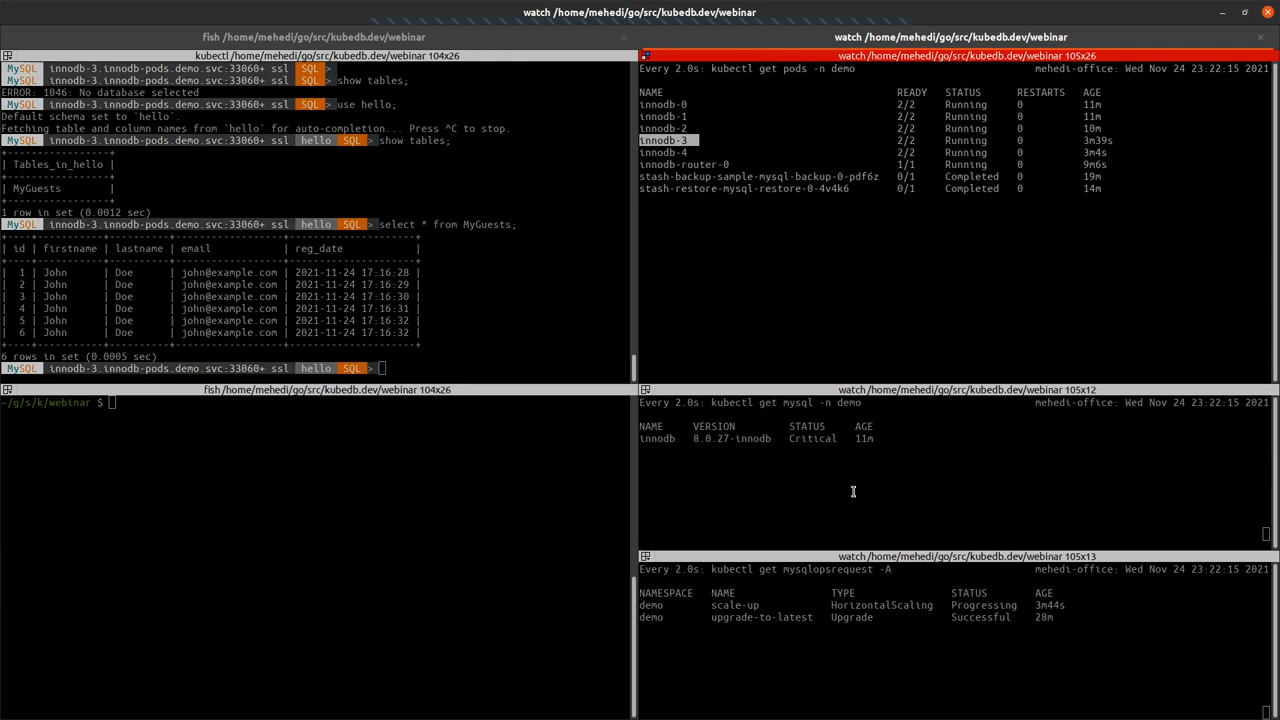 watch /home/mehedi/go/src/kubedb.dev/webinar
fish /home/mehedi/go/src/kubedb.dev/webinar
watch /home/mehedi/go/src/kubedb.dev/webinar
kubectl /home/mehedi/go/src/kubedb.dev/webinar 104x26
MySQL innodb-3.innodb-pods.demo.svc:33060+ ssl SQL >
MySQL innodb-3.innodb-pods.demo.svc:33060+ ssl SQL > show tables;
ERROR: 1046: No database selected
MySQL innodb-3.innodb-pods.demo.svc:33060+ ssl SQL > use hello;
Default schema set to `hello`.
Fetching table and column names from `hello` for auto-completion... Press ^C to stop.
MySQL innodb-3.innodb-pods.demo.svc:33060+ ssl hello SQL > show tables;
+-----------------+
| Tables_in_hello |
+-----------------+
| MyGuests |
+-----------------+
1 row in set (0.0012 sec)
MySQL innodb-3.innodb-pods.demo.svc:33060+ ssl hello SQL > select * from MyGuests;
+----+-----------+----------+------------------+---------------------+
| id | firstname | lastname | email | reg_date |
+----+-----------+----------+------------------+---------------------+
| 1 | John | Doe | john@example.com | 2021-11-24 17:16:28 |
| 2 | John | Doe | john@example.com | 2021-11-24 17:16:29 |
| 3 | John | Doe | john@example.com | 2021-11-24 17:16:30 |
| 4 | John | Doe | john@example.com | 2021-11-24 17:16:31 |
| 5 | John | Doe | john@example.com | 2021-11-24 17:16:32 |
| 6 | John | Doe | john@example.com | 2021-11-24 17:16:32 |
+----+-----------+----------+------------------+---------------------+
6 rows in set (0.0005 sec)
MySQL innodb-3.innodb-pods.demo.svc:33060+ ssl hello SQL >
fish /home/mehedi/go/src/kubedb.dev/webinar 104x26
~/g/s/k/webinar $
watch /home/mehedi/go/src/kubedb.dev/webinar 105x26
Every 2.0s: kubectl get pods -n demo mehedi-office: Wed Nov 24 23:22:15 2021
NAME READY STATUS RESTARTS AGE
innodb-0 2/2 Running 0 11m
innodb-1 2/2 Running 0 11m
innodb-2 2/2 Running 0 10m
innodb-3 2/2 Running 0 3m39s
innodb-4 2/2 Running 0 3m4s
innodb-router-0 1/1 Running 0 9m6s
stash-backup-sample-mysql-backup-0-pdf6z 0/1 Completed 0 19m
stash-restore-mysql-restore-0-4v4k6 0/1 Completed 0 14m
watch /home/mehedi/go/src/kubedb.dev/webinar 105x12
Every 2.0s: kubectl get mysql -n demo mehedi-office: Wed Nov 24 23:22:15 2021
NAME VERSION STATUS AGE
innodb 8.0.27-innodb Critical 11m
watch /home/mehedi/go/src/kubedb.dev/webinar 105x13
Every 2.0s: kubectl get mysqlopsrequest -A mehedi-office: Wed Nov 24 23:22:15 2021
NAMESPACE NAME TYPE STATUS AGE
demo scale-up HorizontalScaling Progressing 3m44s
demo upgrade-to-latest Upgrade Successful 28m